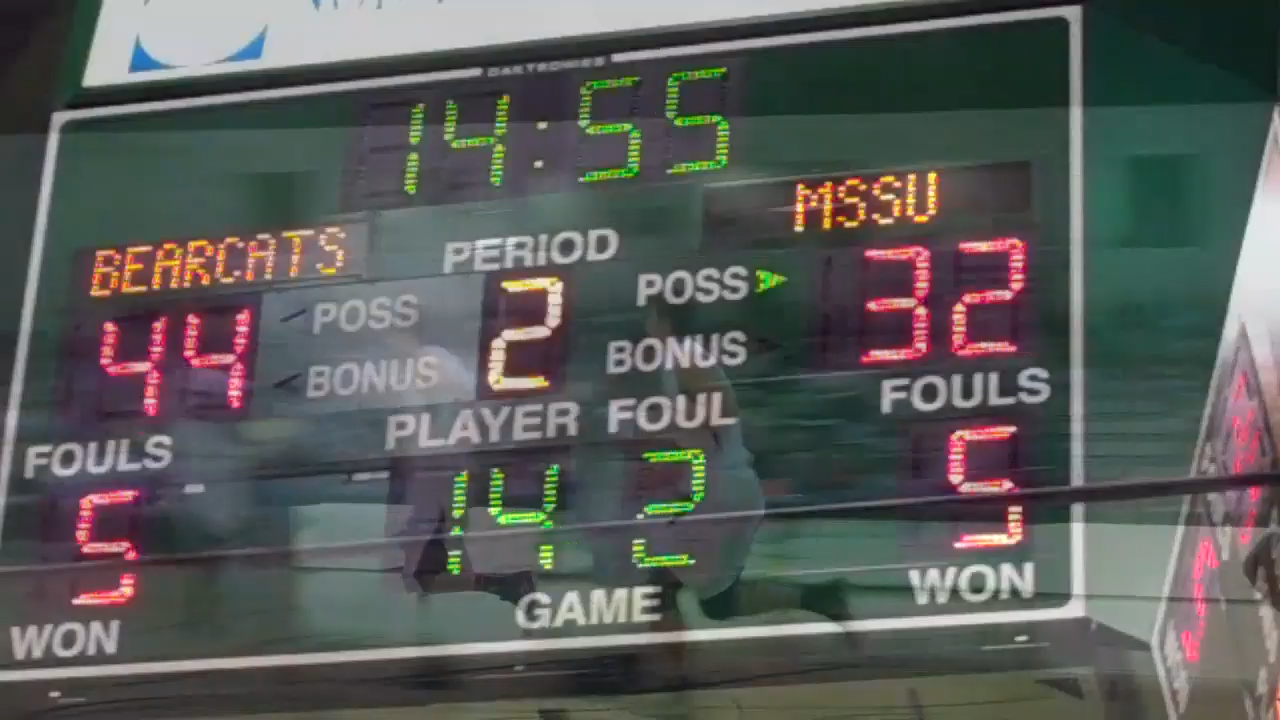 DAKTRONICS
14:55
BEARCATS PERIOD MSSU
44 POSS 2 POSS 32
BONUS BONUS
FOULS PLAYER FOUL FOULS
5 14 2 5
WON GAME WON